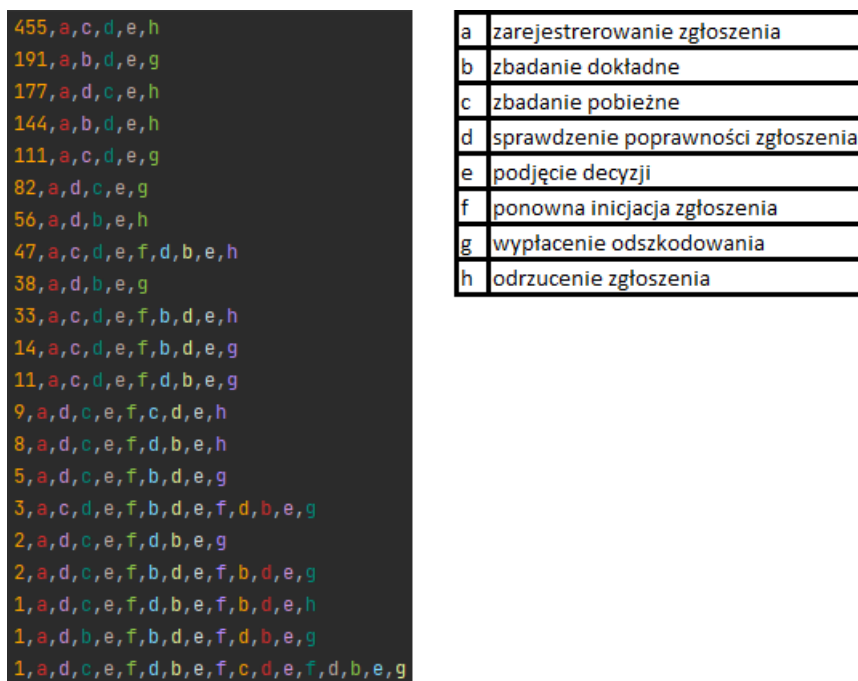 455,a,c,d,e,h
191,a,b,d,e,g
177,a,d,c,e,h
144,a,b,d,e,h
111,a,c,d,e,g
82,a,d,c,e,g
56,a,d,b,e,h
47,a,c,d,e,f,d,b,e,h
38,a,d,b,e,g
33,a,c,d,e,f,b,d,e,h
14,a,c,d,e,f,b,d,e,g
11,a,c,d,e,f,d,b,e,g
9,a,d,c,e,f,c,d,e,h
8,a,d,c,e,f,d,b,e,h
5,a,d,c,e,f,b,d,e,g
3,a,c,d,e,f,b,d,e,f,d,b,e,g
2,a,d,c,e,f,d,b,e,g
2,a,d,c,e,f,b,d,e,f,b,d,e,g
1,a,d,c,e,f,d,b,e,f,b,d,e,h
1,a,d,b,e,f,b,d,e,f,d,b,e,g
1,a,d,c,e,f,d,b,e,f,c,d,e,f,d,b,e,g
a zarejestrerowanie zgłoszenia
b zbadanie dokładne
c zbadanie pobieżne
d sprawdzenie poprawności zgłoszenia
e podjęcie decyzji
f ponowna inicjacja zgłoszenia
g wypłacenie odszkodowania
h odrzucenie zgłoszenia